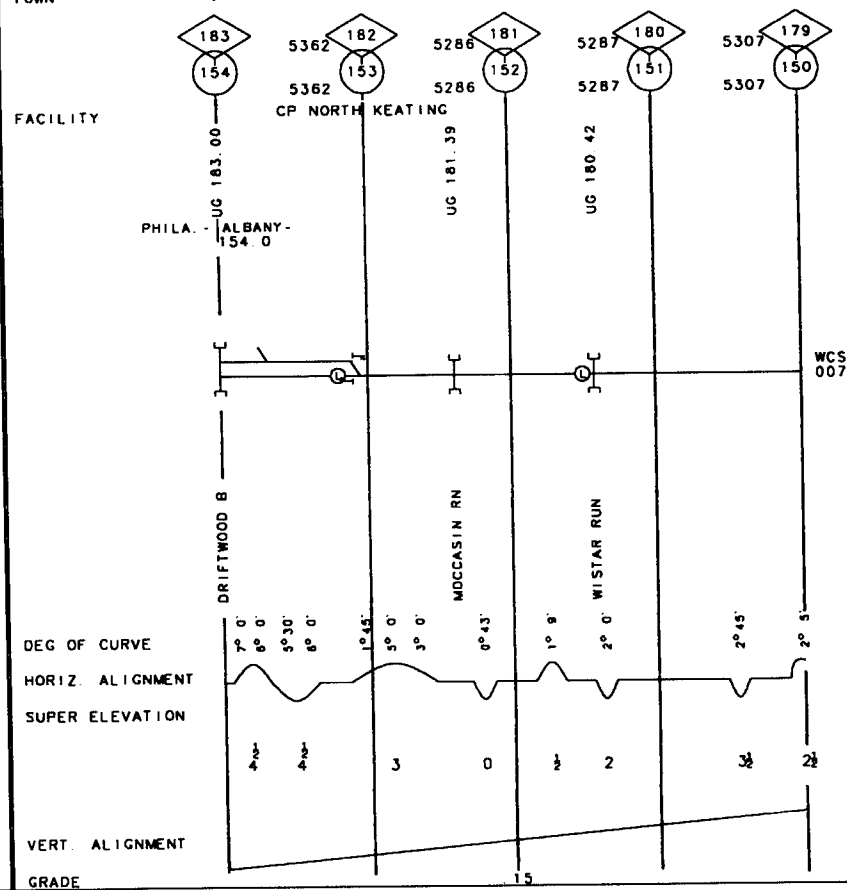 TOWN
183 182 181 180 179
5362 5286 5287 5307
154 153 152 151 150
5362 5286 5287 5307
FACILITY
CP NORTH KEATING
UG 183.00
UG 181.39
UG 180.42
PHILA. - ALBANY -
154.0
L
L
WCS
007
DRIFTWOOD B
MOCCASIN RN
WISTAR RUN
DEG OF CURVE
7° 0' 6° 0' 5° 30' 6° 0' 1° 45' 5° 0' 3° 0' 0° 43' 1° 9' 2° 0' 2° 45' 2° 5'
HORIZ. ALIGNMENT
SUPER ELEVATION
4½ 4½ 3 0 ½ 2 3½ 2½
VERT. ALIGNMENT
GRADE
15